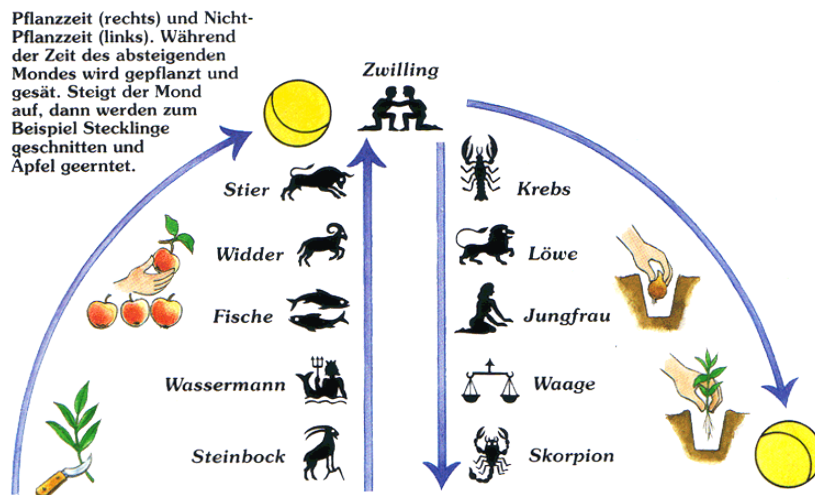 Pflanzzeit (rechts) und Nicht-
Pflanzzeit (links). Während
der Zeit des absteigenden
Mondes wird gepflanzt und
gesät. Steigt der Mond
auf, dann werden zum
Beispiel Stecklinge
geschnitten und
Äpfel geerntet.
Zwilling
Stier
Widder
Fische
Wassermann
Steinbock
Krebs
Löwe
Jungfrau
Waage
Skorpion